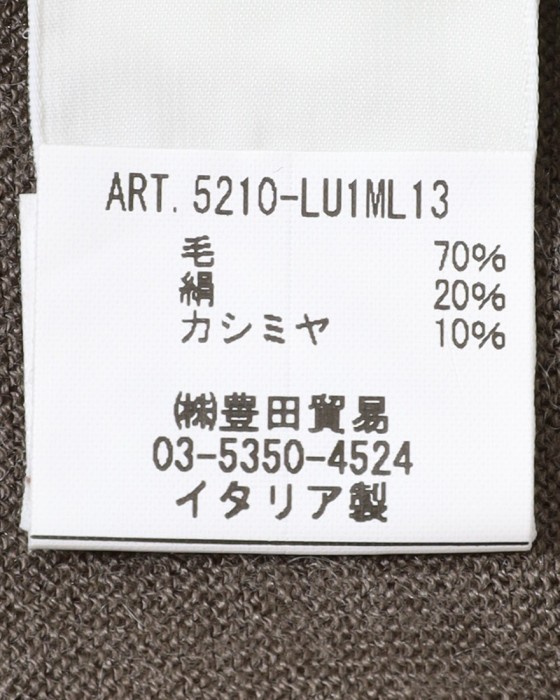 ART. 5210-LU1ML13
毛 70%
絹 20%
カシミヤ 10%
㈱豊田貿易
03-5350-4524
イタリア製